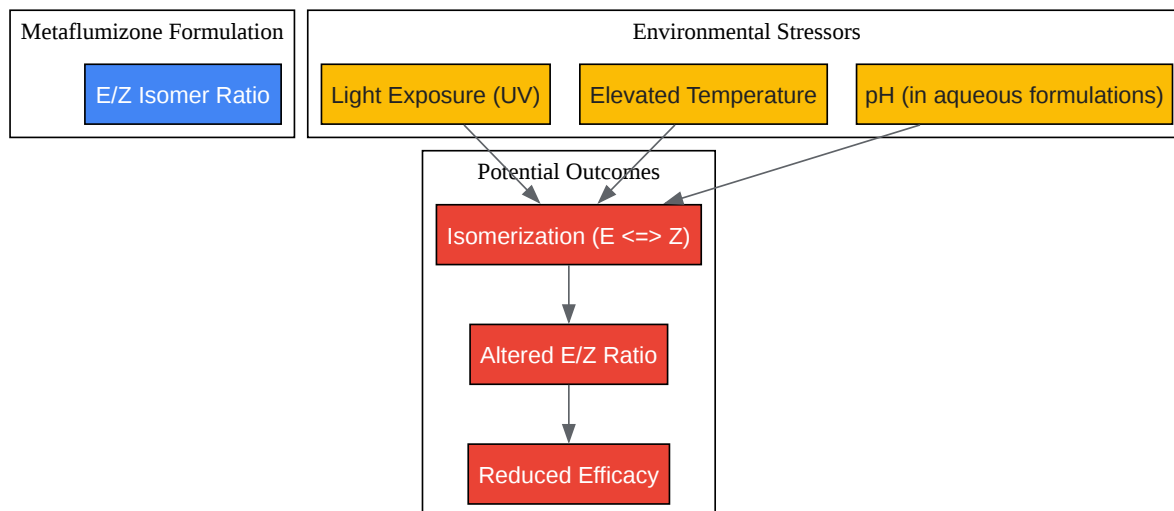 Metaflumizone Formulation
E/Z Isomer Ratio
Environmental Stressors
Light Exposure (UV)
Elevated Temperature
pH (in aqueous formulations)
Potential Outcomes
Isomerization (E <=> Z)
Altered E/Z Ratio
Reduced Efficacy